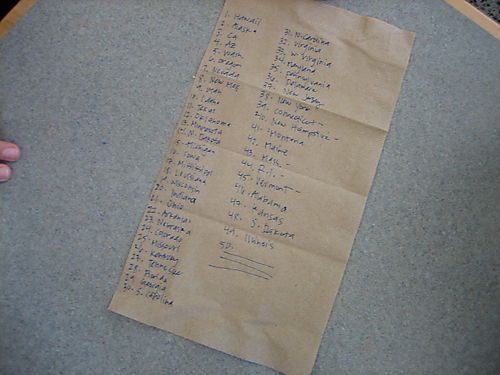 1. Hawaii
2. Alaska
3. CA
4. AZ
5. Wash
6. Oregon
7. Nevada
8. New Mex
9. Utah
10. Idaho
11. Texas
12. Oklahoma
13. Minnesota
14. N. Dakota
15. Michigan
16. Iowa
17. Mississippi
18. Louisiana
19. Wisconsin
20. Indiana
21. Ohio
22. Arkansas
23. Nebraska
24. Colorado
25. Missouri
26. Kentucky
27. Tennessee
28. Florida
29. Georgia
30. S. Carolina
31. N. Carolina
32. Virginia
33. W. Virginia
34. Maryland
35. Pennsylvania
36. Delaware
37. New Jersey
38. New York -
39. Connecticut -
40. New Hampshire -
41. Montana
42. Maine
43. Mass. -
44. R.I. -
45. Vermont -
46. Alabama
47. Kansas
48. S. Dakota
49. Illinois
50.